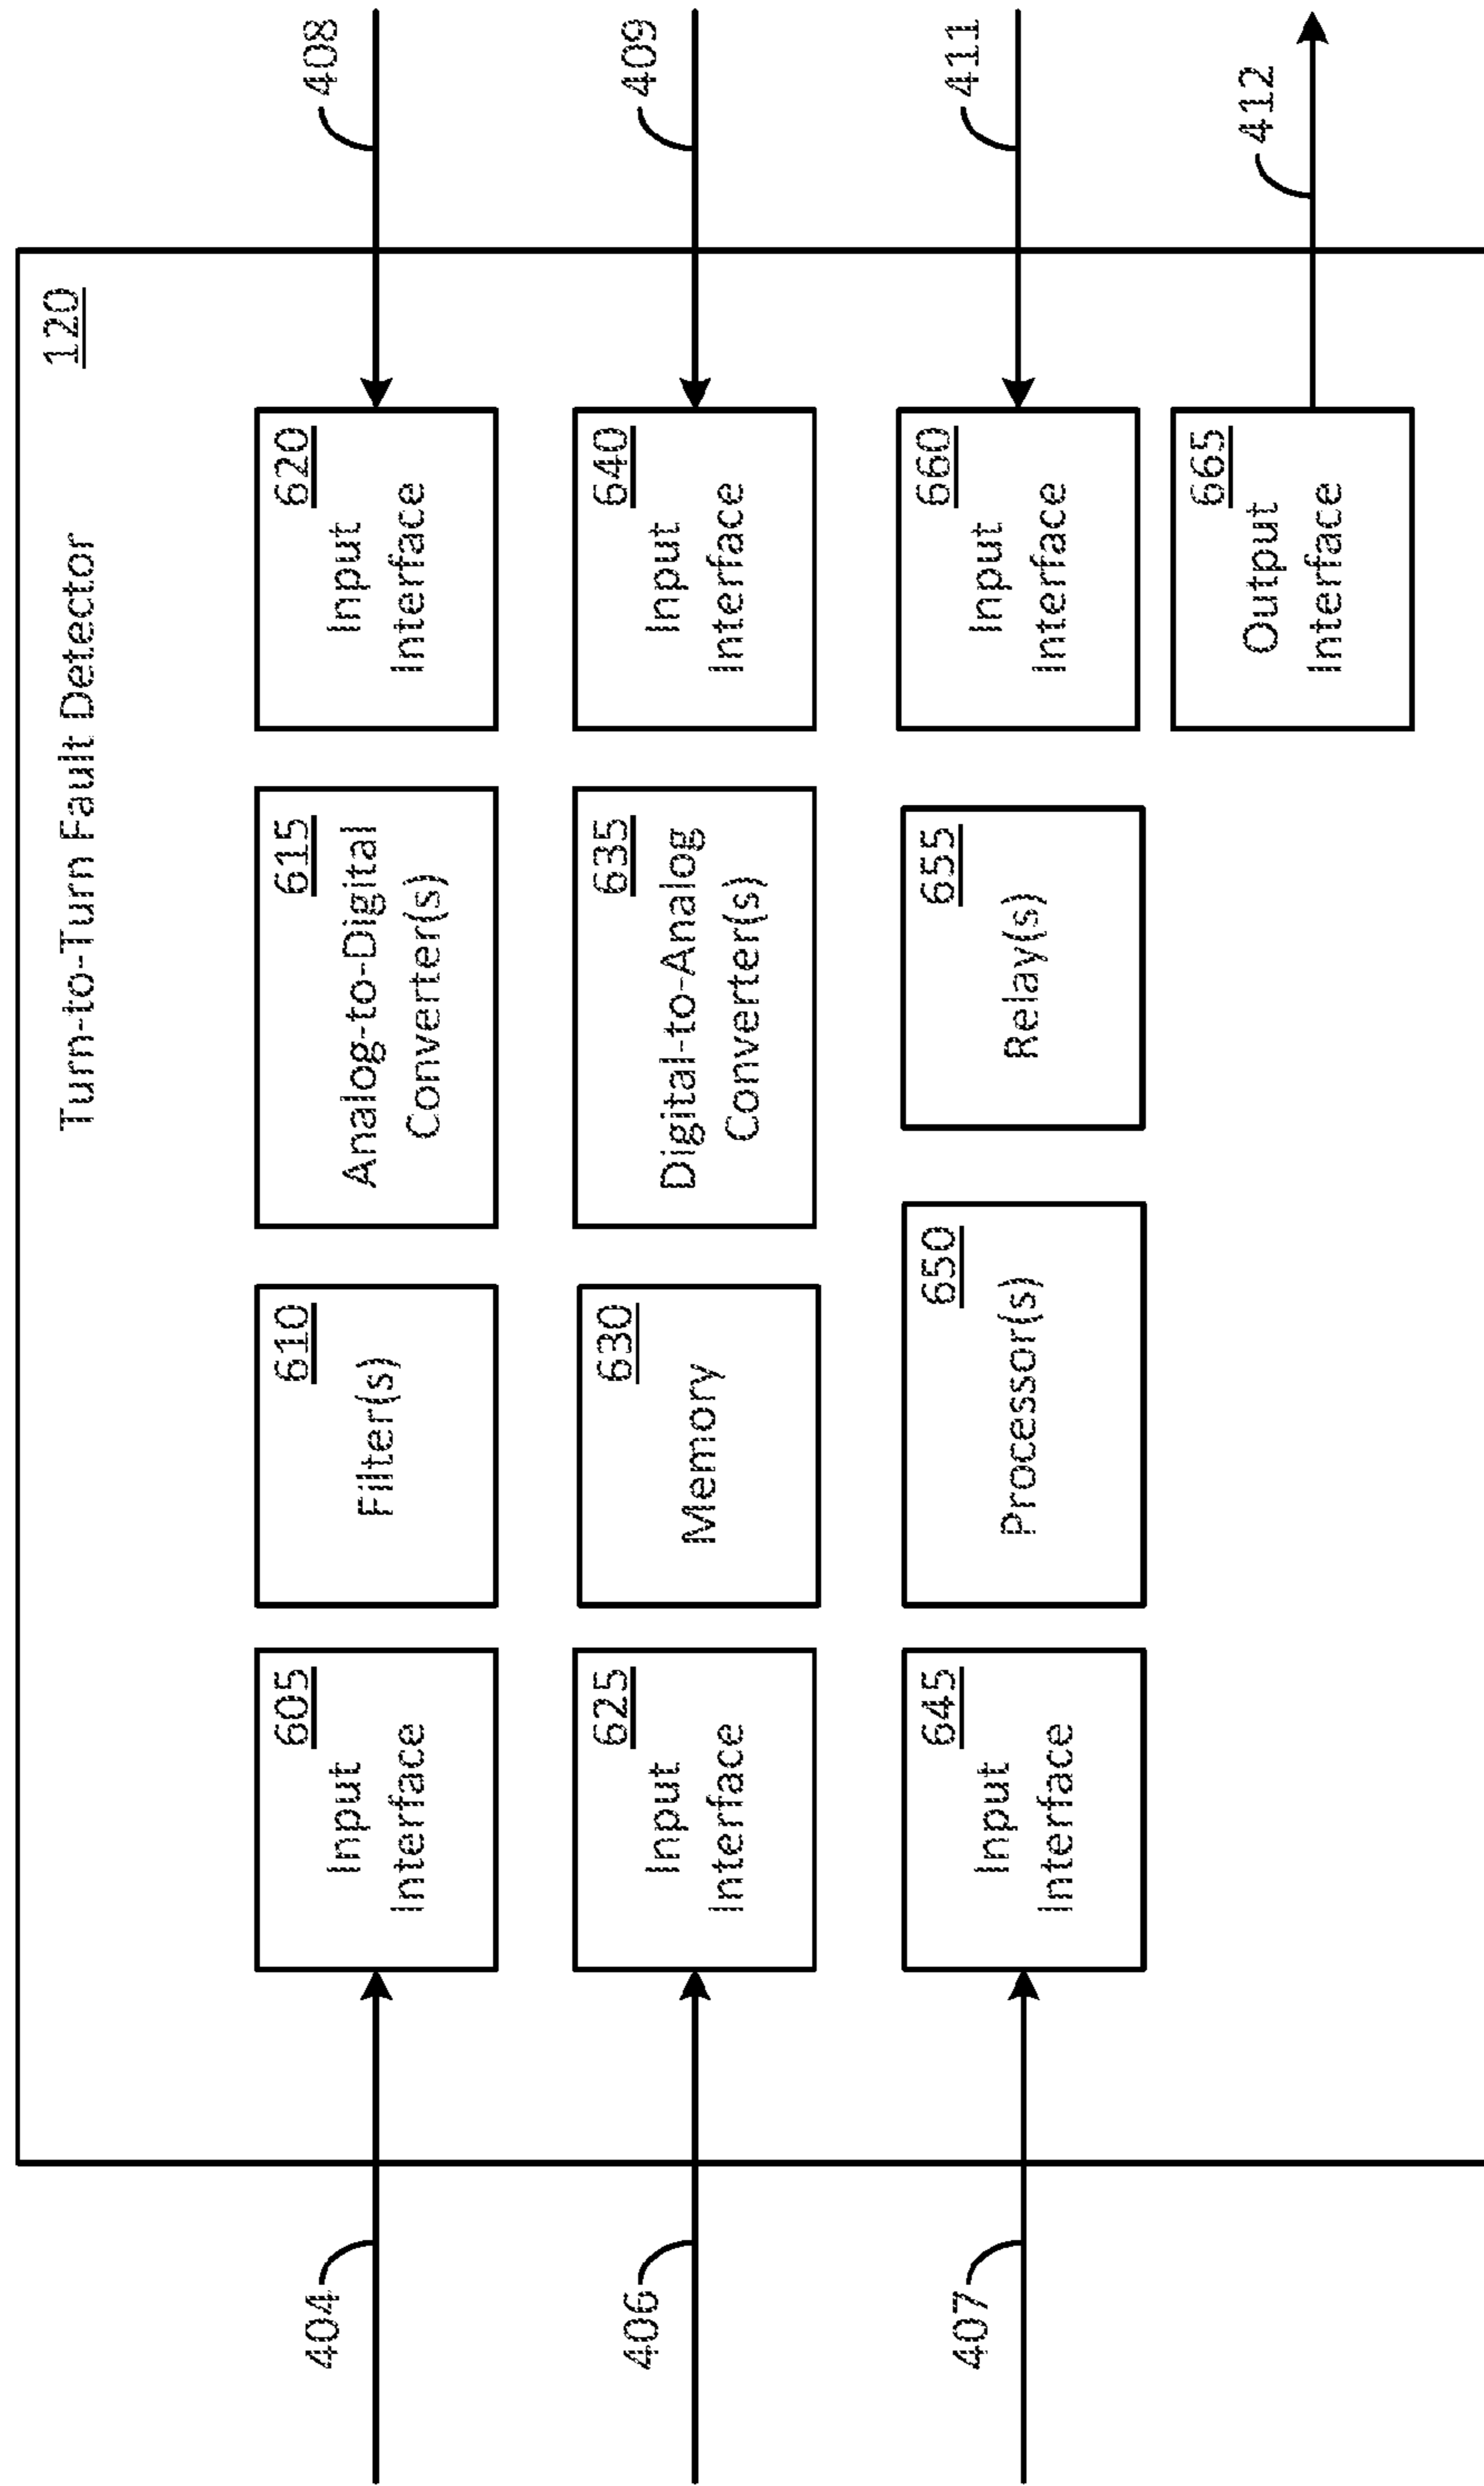 Turn-to-Turn Fault Detector
120
404
605
Input
Interface
610
Filter(s)
615
Analog-to-Digital
Converter(s)
620
Input
Interface
408
406
625
Input
Interface
630
Memory
635
Digital-to-Analog
Converter(s)
640
Input
Interface
409
407
645
Input
Interface
650
Processor(s)
655
Relay(s)
660
Input
Interface
411
665
Output
Interface
412